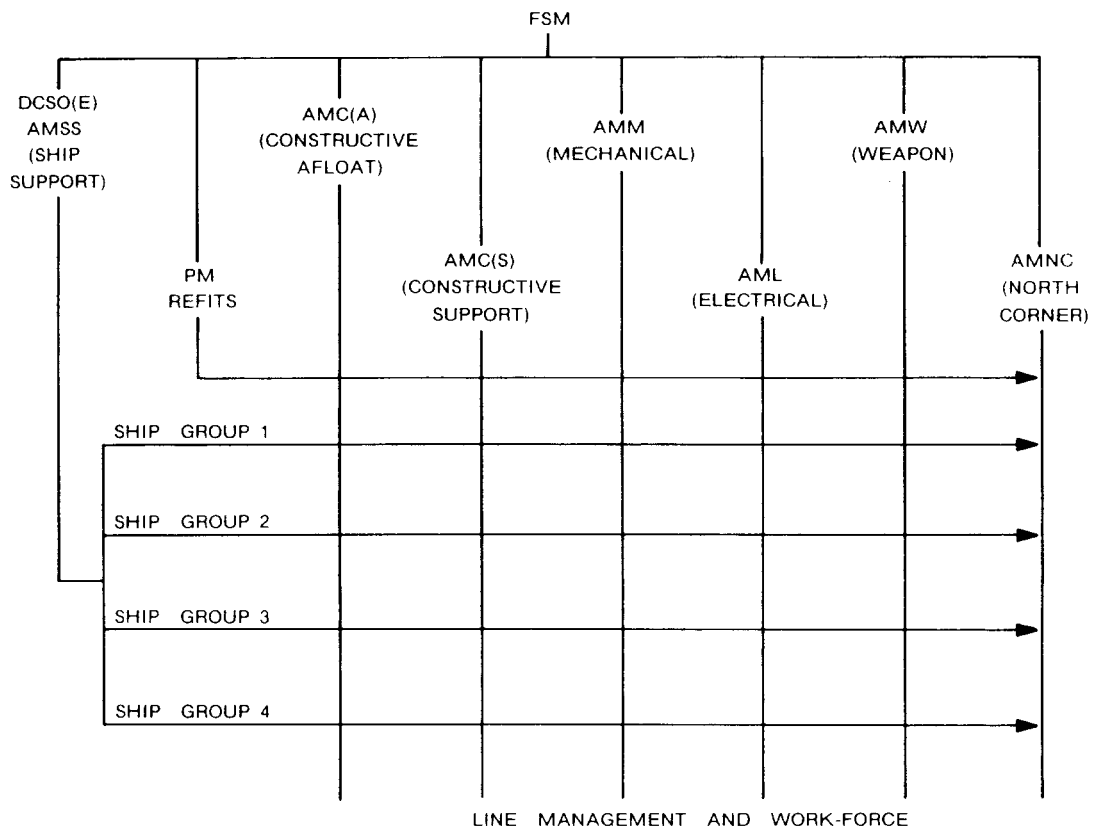 FSM
DCSO(E)
AMSS
(SHIP
SUPPORT)
PM
REFITS
AMC(A)
(CONSTRUCTIVE
AFLOAT)
AMC(S)
(CONSTRUCTIVE
SUPPORT)
AMM
(MECHANICAL)
AML
(ELECTRICAL)
AMW
(WEAPON)
AMNC
(NORTH
CORNER)
SHIP GROUP 1
SHIP GROUP 2
SHIP GROUP 3
SHIP GROUP 4
LINE MANAGEMENT AND WORK-FORCE